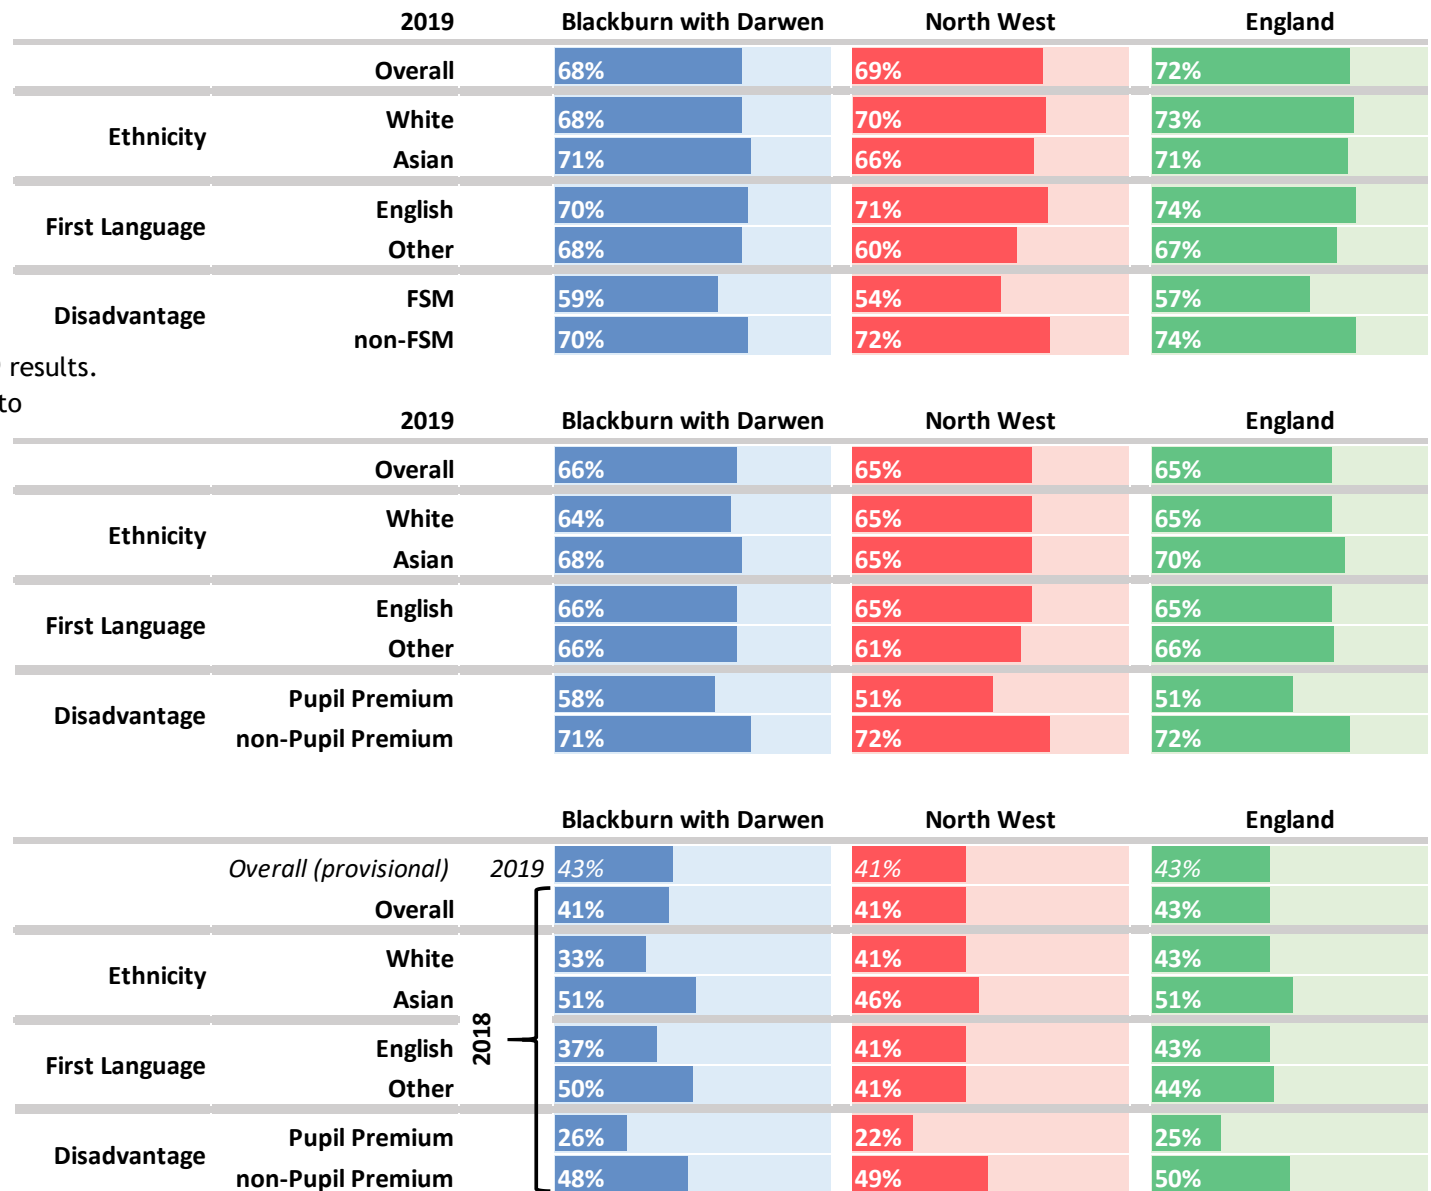 2019 Blackburn with Darwen North West England
Overall 68% 69% 72%
Ethnicity
White 68% 70% 73%
Asian 71% 66% 71%
First Language
English 70% 71% 74%
Other 68% 60% 67%
Disadvantage
FSM 59% 54% 57%
non-FSM 70% 72% 74%
results.
to
2019 Blackburn with Darwen North West England
Overall 66% 65% 65%
Ethnicity
White 64% 65% 65%
Asian 68% 65% 70%
First Language
English 66% 65% 65%
Other 66% 61% 66%
Disadvantage
Pupil Premium 58% 51% 51%
non-Pupil Premium 71% 72% 72%
Blackburn with Darwen North West England
Overall (provisional) 2019 43% 41% 43%
2018
Overall 41% 41% 43%
Ethnicity
White 33% 41% 43%
Asian 51% 46% 51%
First Language
English 37% 41% 43%
Other 50% 41% 44%
Disadvantage
Pupil Premium 26% 22% 25%
non-Pupil Premium 48% 49% 50%